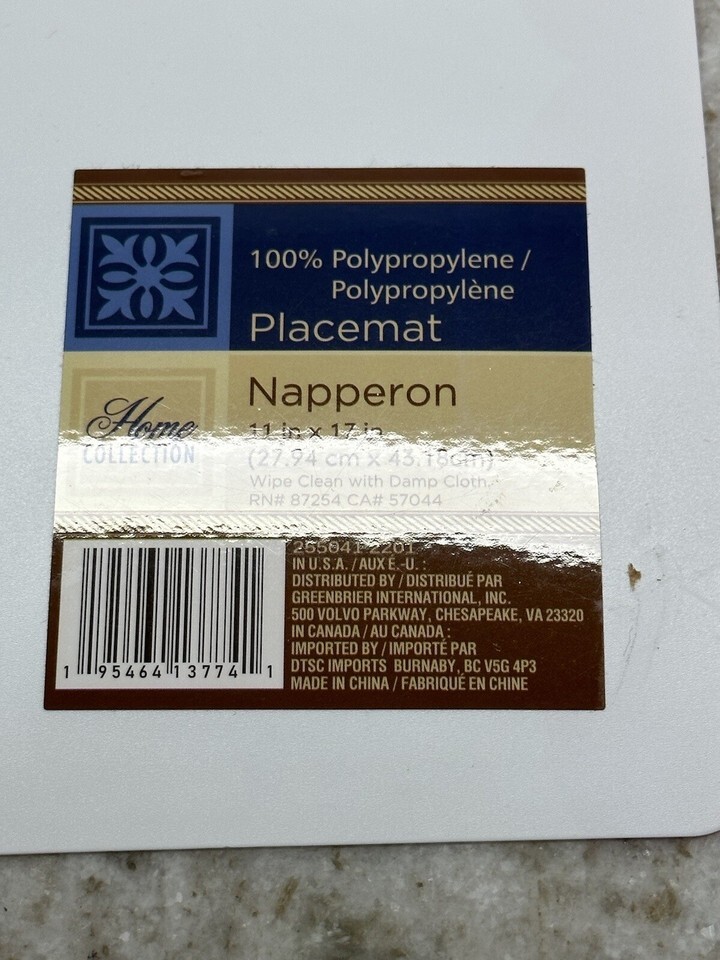 100% Polypropylene /
Polypropylène
Placemat
Napperon
11 in x 17 in
(27.94 cm x 43.18cm)
Wipe Clean with Damp Cloth.
RN# 87254 CA# 57044
Home
COLLECTION
255041-2201
IN U.S.A. / AUX É.-U. :
DISTRIBUTED BY / DISTRIBUÉ PAR
GREENBRIER INTERNATIONAL, INC.
500 VOLVO PARKWAY, CHESAPEAKE, VA 23320
IN CANADA / AU CANADA :
IMPORTED BY / IMPORTÉ PAR
DTSC IMPORTS BURNABY, BC V5G 4P3
MADE IN CHINA / FABRIQUÉ EN CHINE
1 95464 13774 1